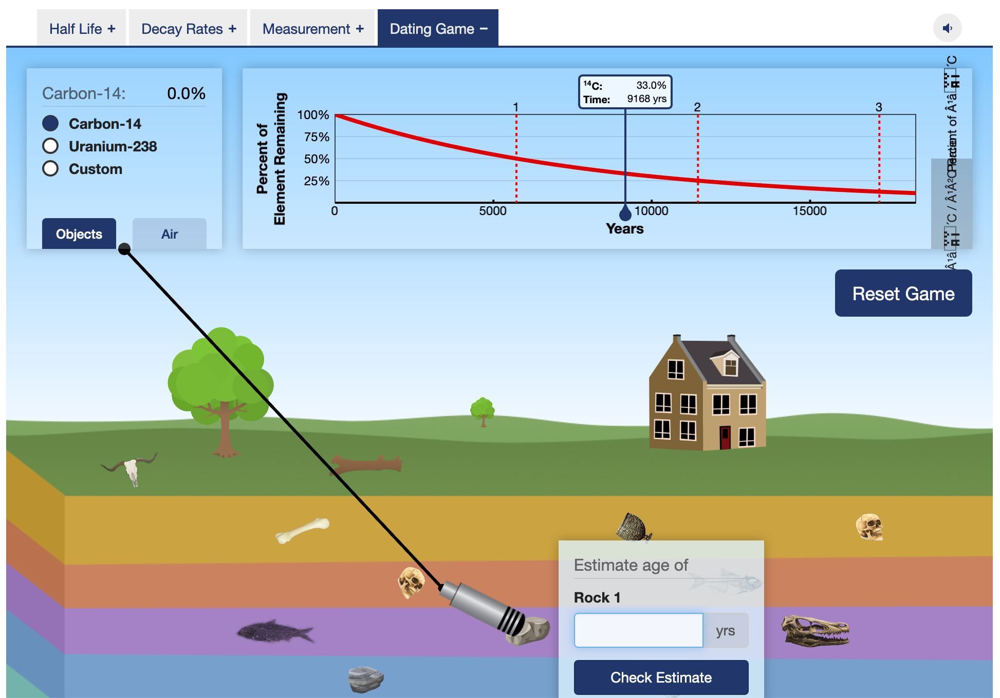 Half Life +
Decay Rates +
Measurement +
Dating Game −
Carbon-14: 0.0%
Carbon-14
Uranium-238
Custom
Objects
Air
Percent of
Element Remaining
100%
75%
50%
25%
1
2
3
¹⁴C: 33.0%
Time: 9168 yrs
0
5000
10000
15000
Years
Reset Game
Estimate age of
Rock 1
yrs
Check Estimate